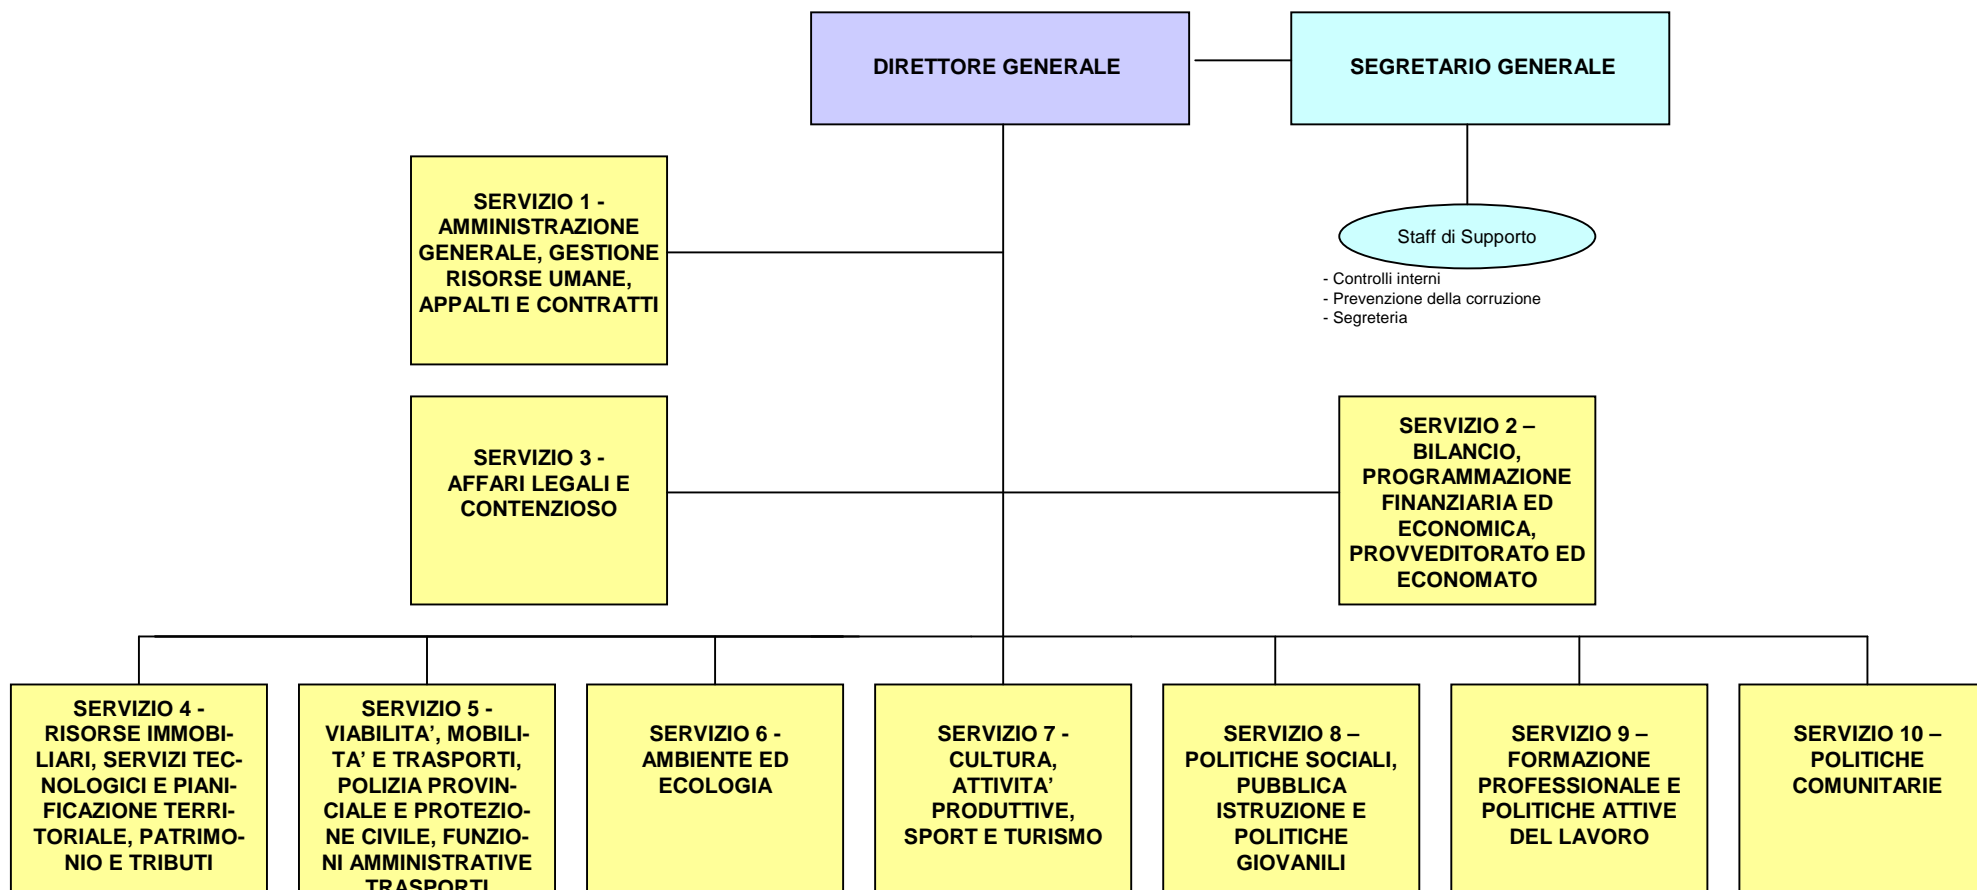 DIRETTORE GENERALE
SEGRETARIO GENERALE
SERVIZIO 1 -
AMMINISTRAZIONE
GENERALE, GESTIONE
RISORSE UMANE,
APPALTI E CONTRATTI
Staff di Supporto
- Controlli interni
- Prevenzione della corruzione
- Segreteria
SERVIZIO 3 -
AFFARI LEGALI E
CONTENZIOSO
SERVIZIO 2 –
BILANCIO,
PROGRAMMAZIONE
FINANZIARIA ED
ECONOMICA,
PROVVEDITORATO ED
ECONOMATO
SERVIZIO 4 -
RISORSE IMMOBI-
LIARI, SERVIZI TEC-
NOLOGICI E PIANI-
FICAZIONE TERRI-
TORIALE, PATRIMO-
NIO E TRIBUTI
SERVIZIO 5 -
VIABILITA’, MOBILI-
TA’ E TRASPORTI,
POLIZIA PROVIN-
CIALE E PROTEZIO-
NE CIVILE, FUNZIO-
NI AMMINISTRATIVE
TRASPORTI
SERVIZIO 6 -
AMBIENTE ED
ECOLOGIA
SERVIZIO 7 -
CULTURA,
ATTIVITA’
PRODUTTIVE,
SPORT E TURISMO
SERVIZIO 8 –
POLITICHE SOCIALI,
PUBBLICA
ISTRUZIONE E
POLITICHE
GIOVANILI
SERVIZIO 9 –
FORMAZIONE
PROFESSIONALE E
POLITICHE ATTIVE
DEL LAVORO
SERVIZIO 10 –
POLITICHE
COMUNITARIE